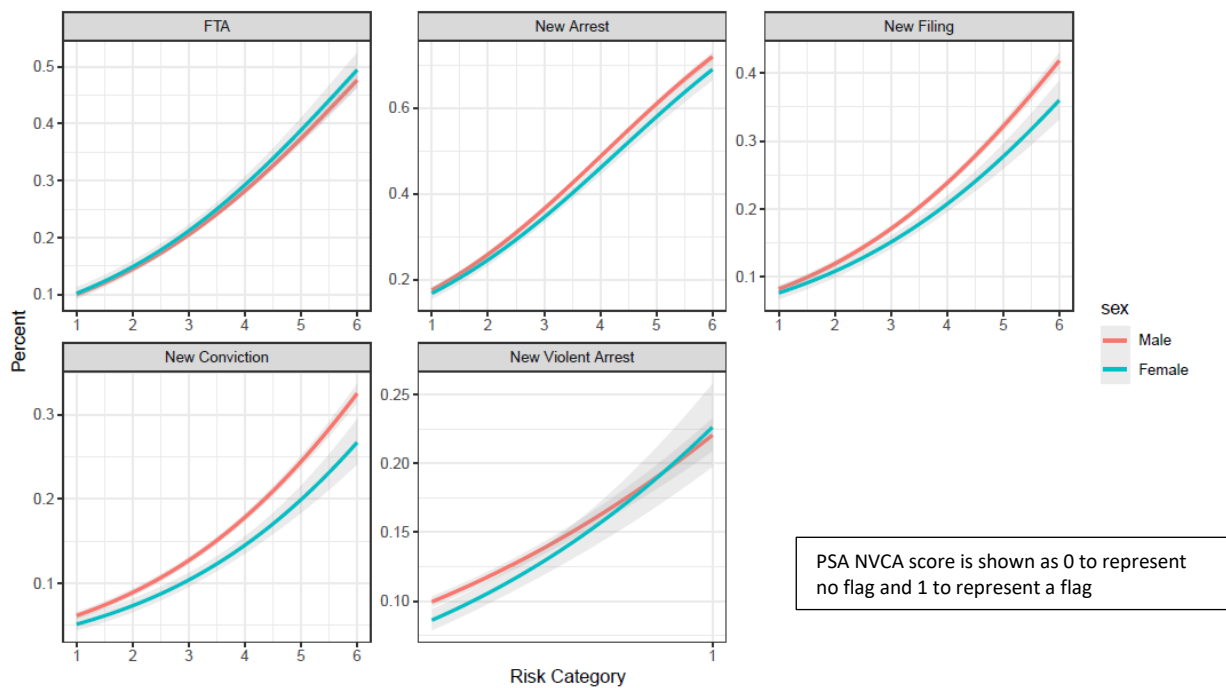 FTA
New Arrest
New Filing
0.5
0.4
0.3
0.2
0.1
0.6
0.4
0.2
0.4
0.3
0.2
0.1
1 2 3 4 5 6
1 2 3 4 5 6
1 2 3 4 5 6
Percent
New Conviction
New Violent Arrest
0.3
0.2
0.1
0.25
0.20
0.15
0.10
1 2 3 4 5 6
1
Risk Category
sex
Male
Female
PSA NVCA score is shown as 0 to represent
no flag and 1 to represent a flag